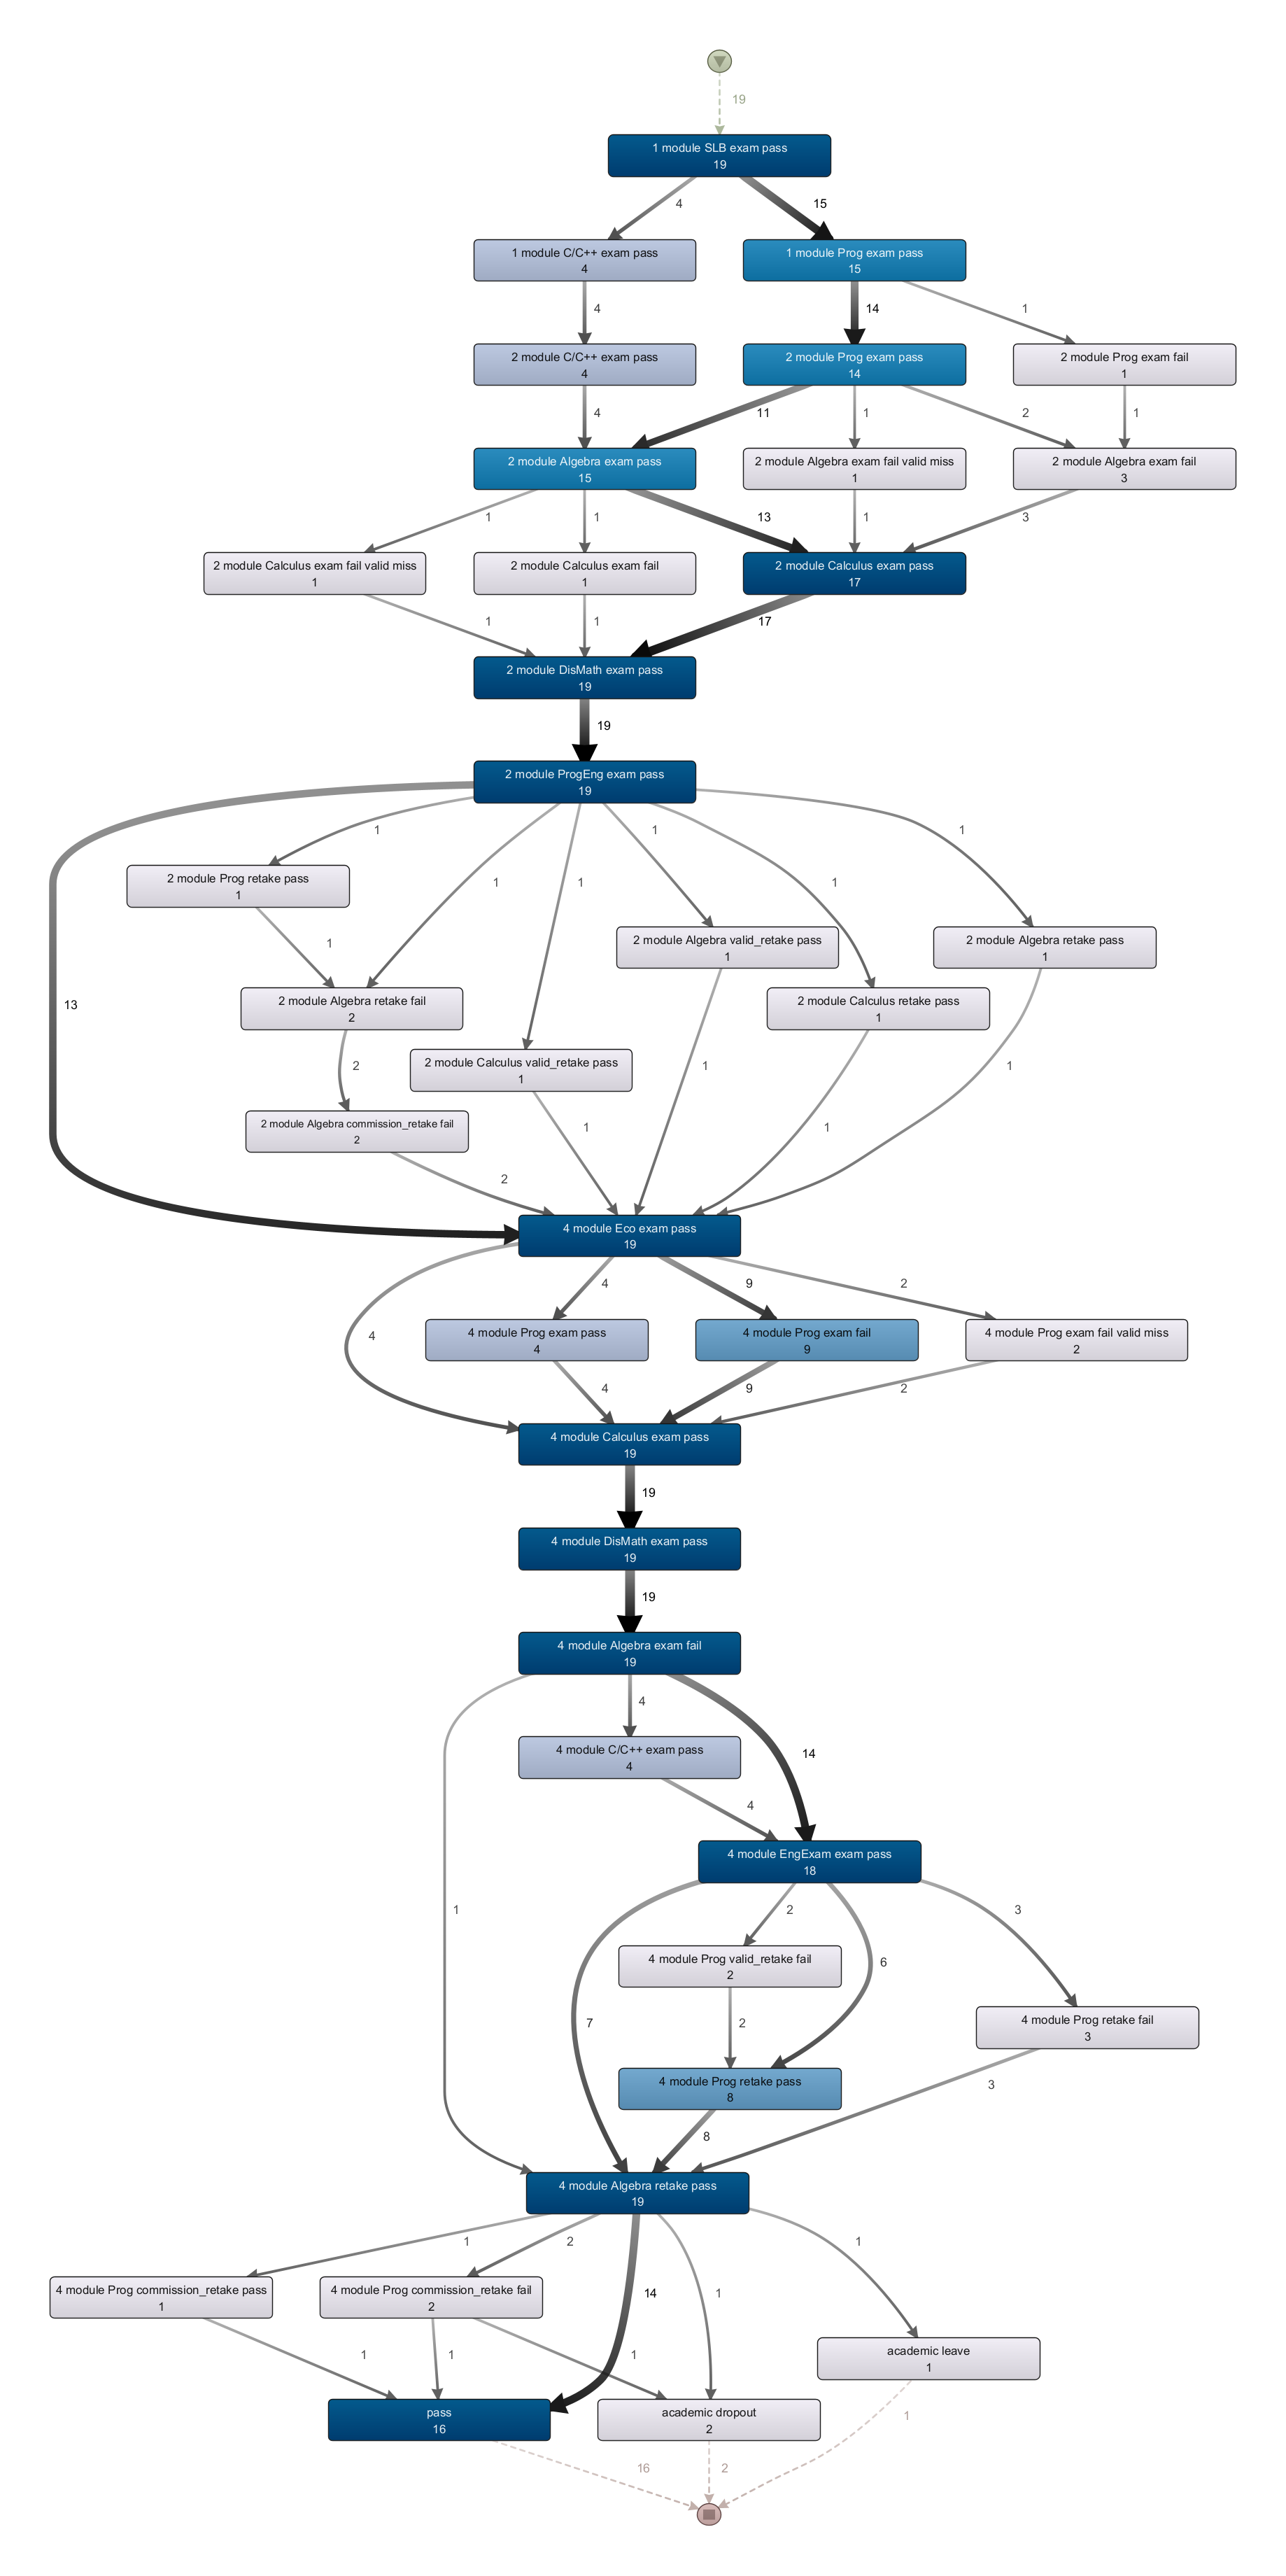 19
1 module SLB exam pass
19
4
15
1 module C/C++ exam pass
4
1 module Prog exam pass
15
4
14
1
2 module C/C++ exam pass
4
2 module Prog exam pass
14
2 module Prog exam fail
1
4
11
1
2
1
2 module Algebra exam pass
15
2 module Algebra exam fail valid miss
1
2 module Algebra exam fail
3
1
1
13
1
3
2 module Calculus exam fail valid miss
1
2 module Calculus exam fail
1
2 module Calculus exam pass
17
1
1
17
2 module DisMath exam pass
19
19
2 module ProgEng exam pass
19
1
1
1
2 module Prog retake pass
1
1
1
1
2 module Algebra valid_retake pass
1
2 module Algebra retake pass
1
1
13
2 module Algebra retake fail
2
2 module Calculus retake pass
1
2
2 module Calculus valid_retake pass
1
1
1
2 module Algebra commission_retake fail
2
1
1
2
4 module Eco exam pass
19
4
9
2
4
4 module Prog exam pass
4
4 module Prog exam fail
9
4 module Prog exam fail valid miss
2
4
9
2
4 module Calculus exam pass
19
19
4 module DisMath exam pass
19
19
4 module Algebra exam fail
19
4
14
4 module C/C++ exam pass
4
4
4 module EngExam exam pass
18
1
2
3
4 module Prog valid_retake fail
2
6
7
2
4 module Prog retake fail
3
4 module Prog retake pass
8
8
3
4 module Algebra retake pass
19
1
2
1
4 module Prog commission_retake pass
1
4 module Prog commission_retake fail
2
14
1
1
1
1
academic leave
1
pass
16
academic dropout
2
1
16
2